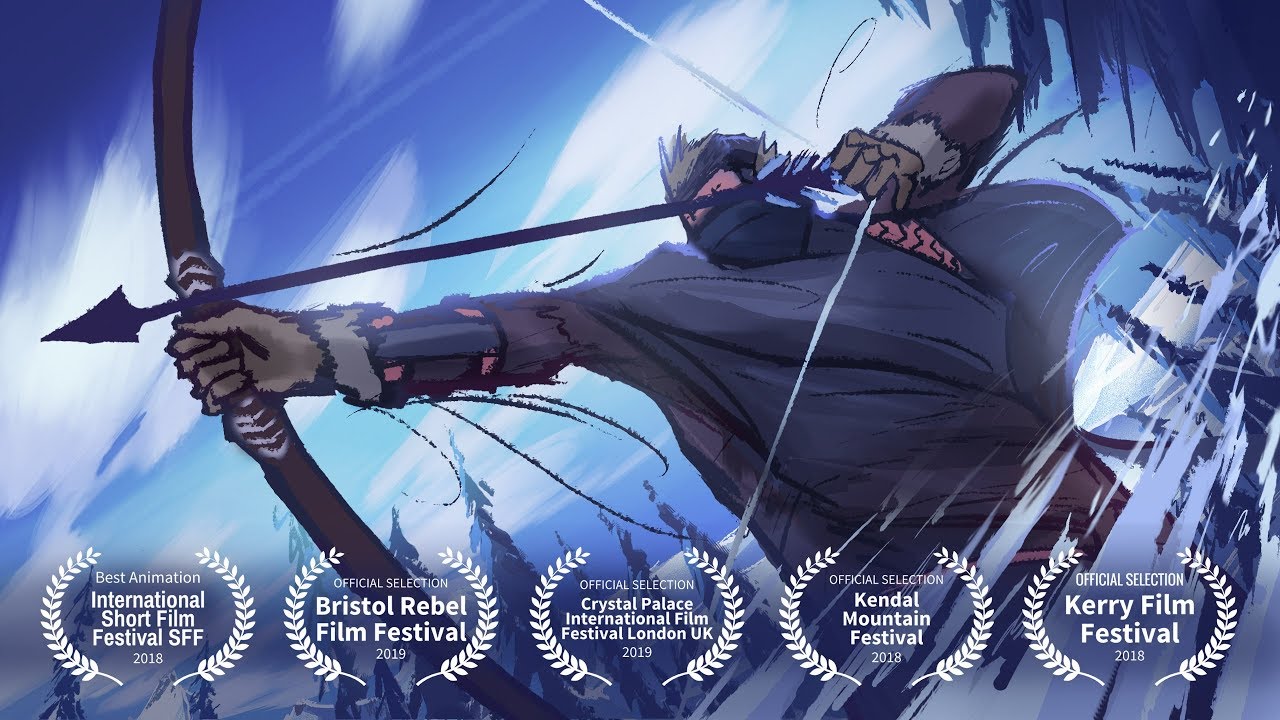 Best Animation
International
Short Film
Festival SFF
2018
OFFICIAL SELECTION
Bristol Rebel
Film Festival
2019
OFFICIAL SELECTION
Crystal Palace
International Film
Festival London UK
2019
OFFICIAL SELECTION
Kendal
Mountain
Festival
2018
OFFICIAL SELECTION
Kerry Film
Festival
2018